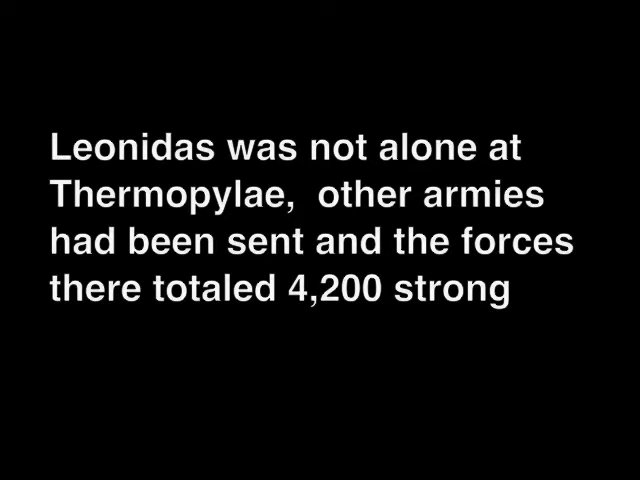 Leonidas was not alone at
Thermopylae,  other armies
had been sent and the forces
there totaled 4,200 strong